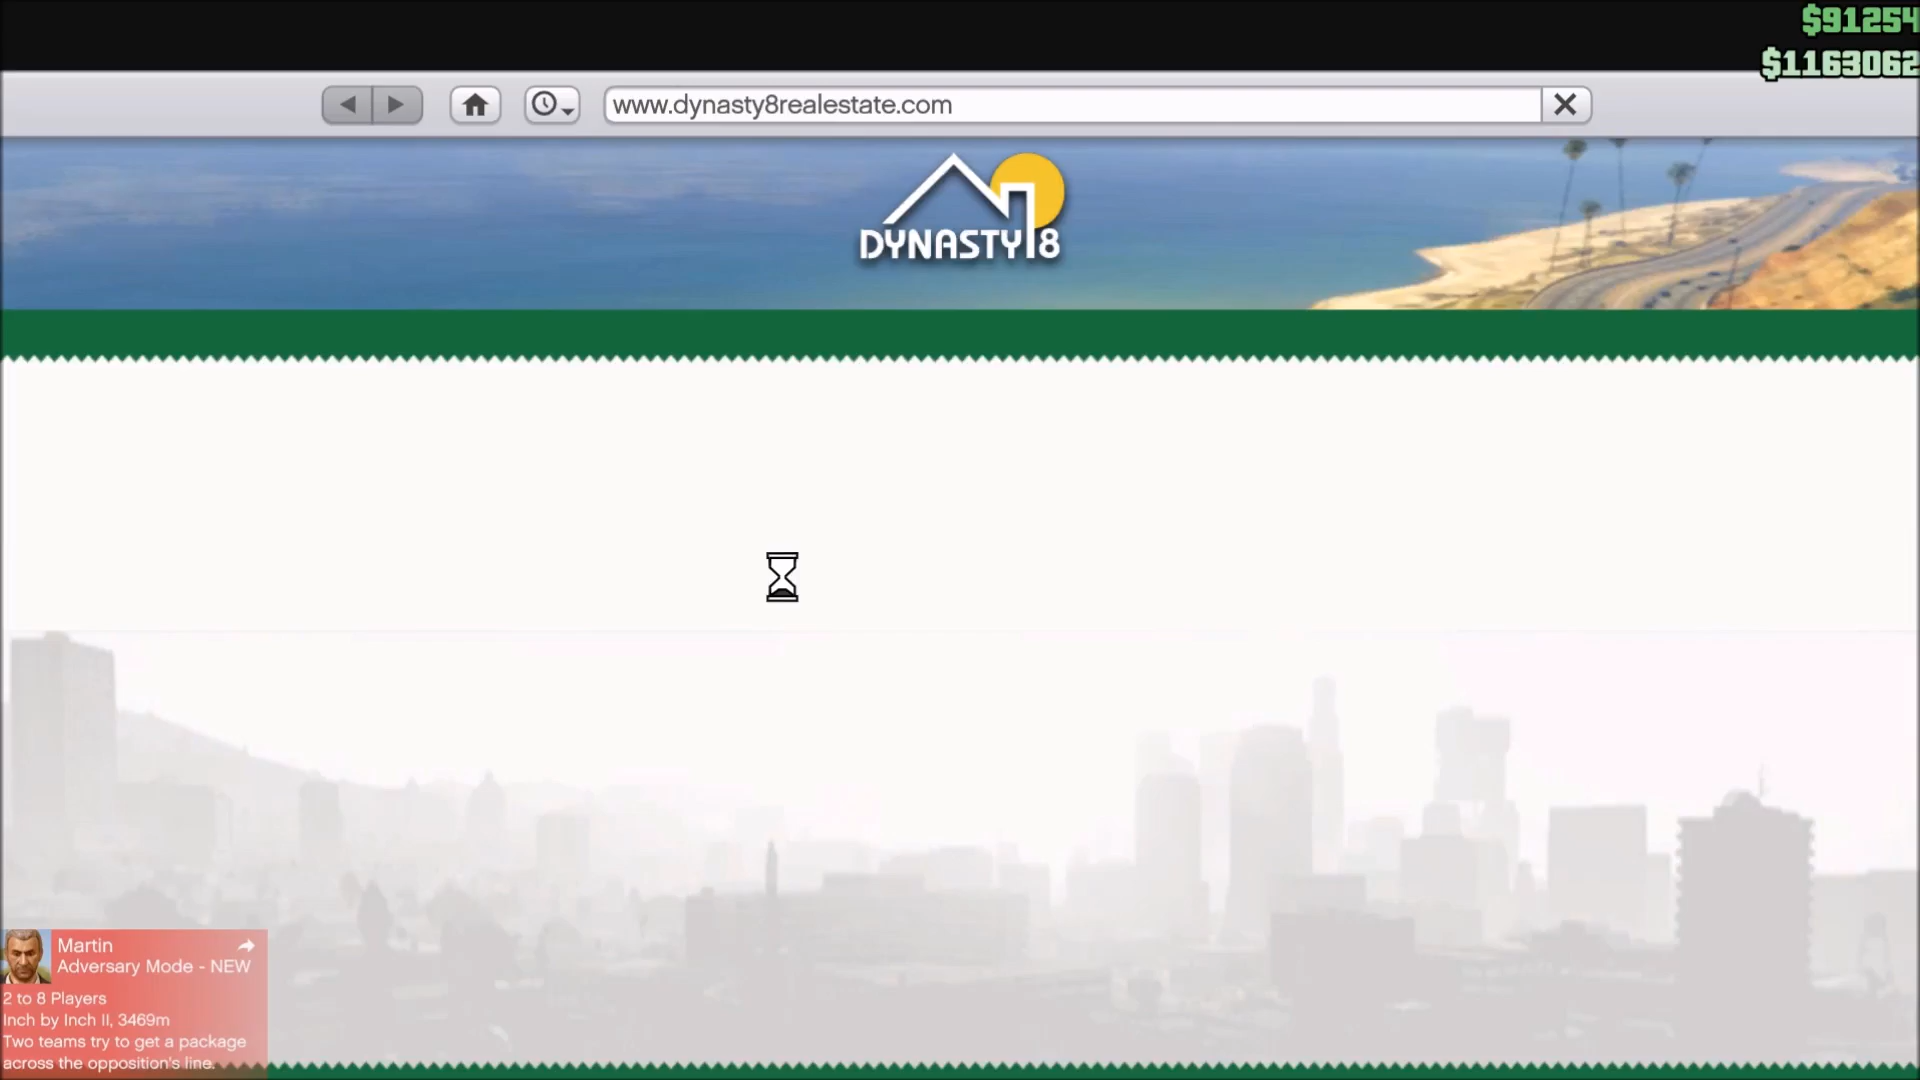 $91254
$1163062
www.dynasty8realestate.com
DYNASTY 8
Martin
Adversary Mode - NEW
2 to 8 Players
Inch by Inch II, 3469m
Two teams try to get a package
across the opposition's line.